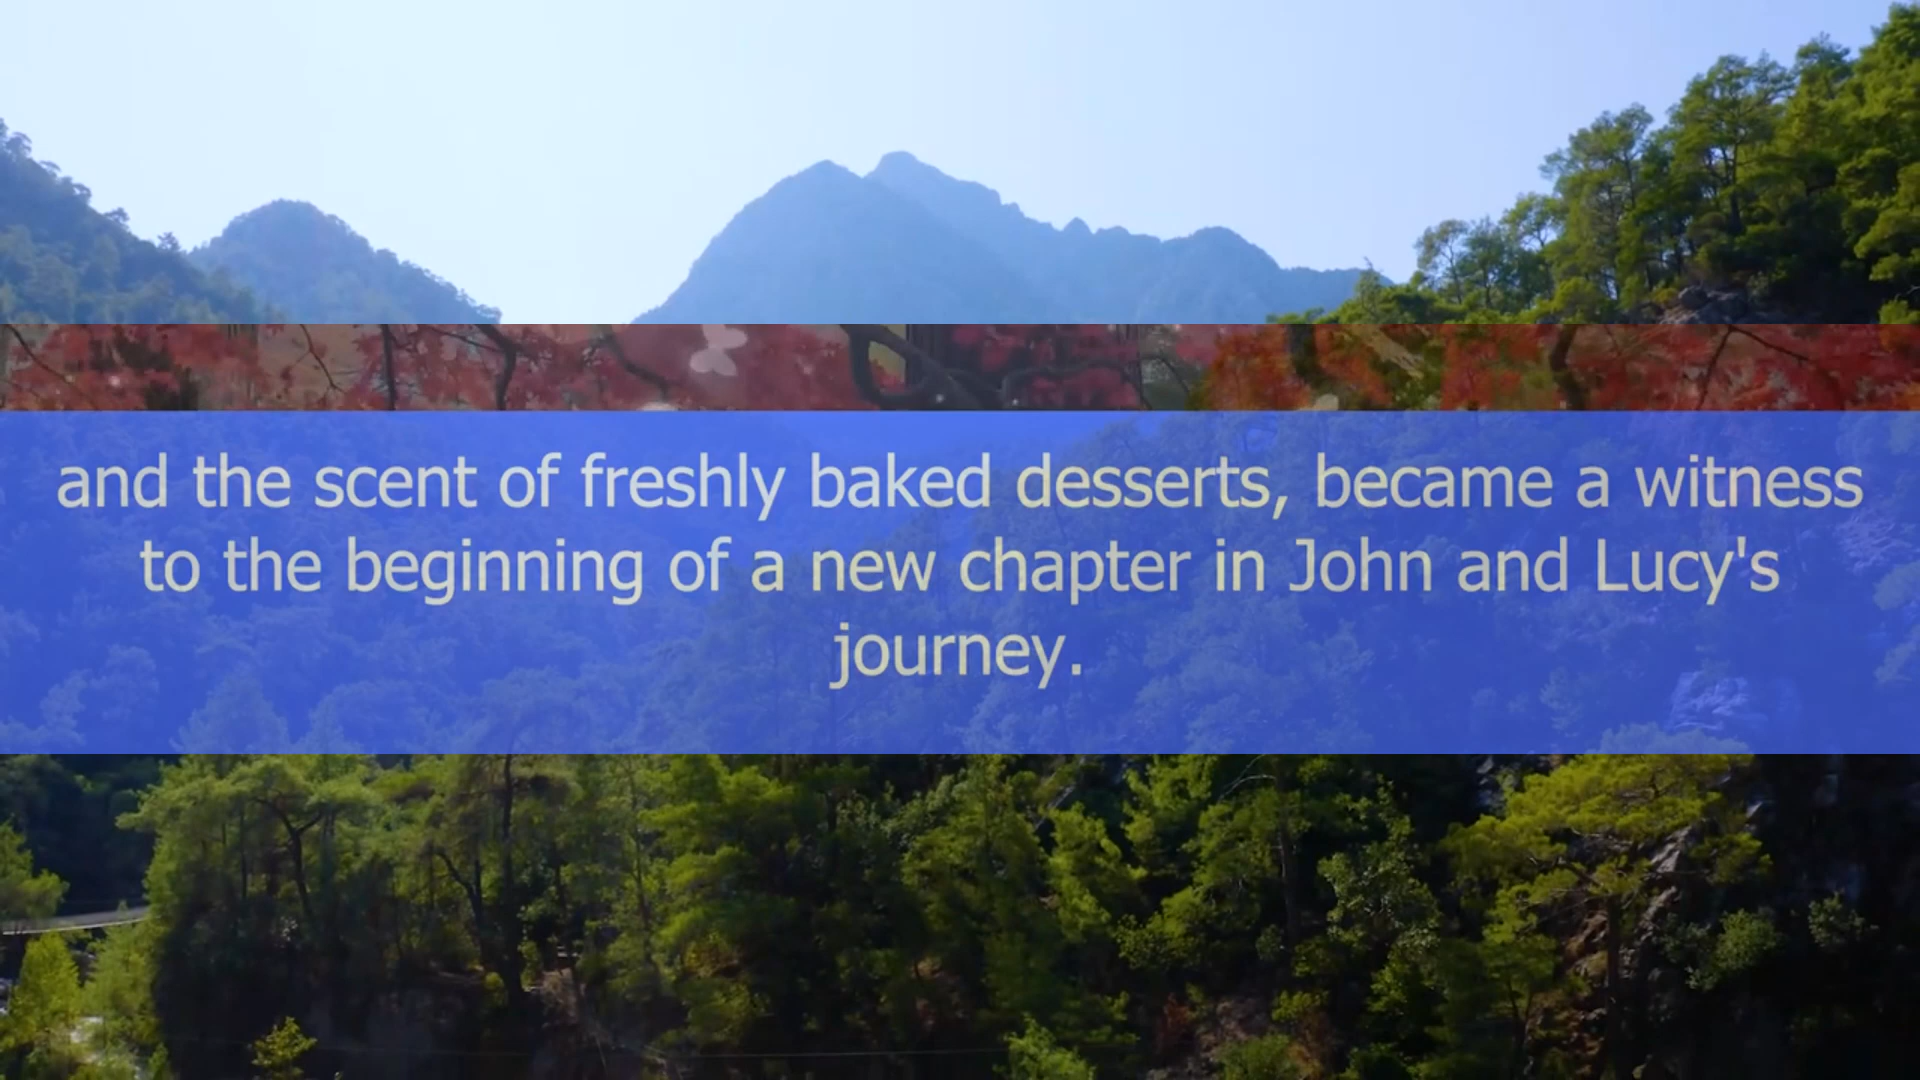 and the scent of freshly baked desserts, became a witness
to the beginning of a new chapter in John and Lucy's
journey.